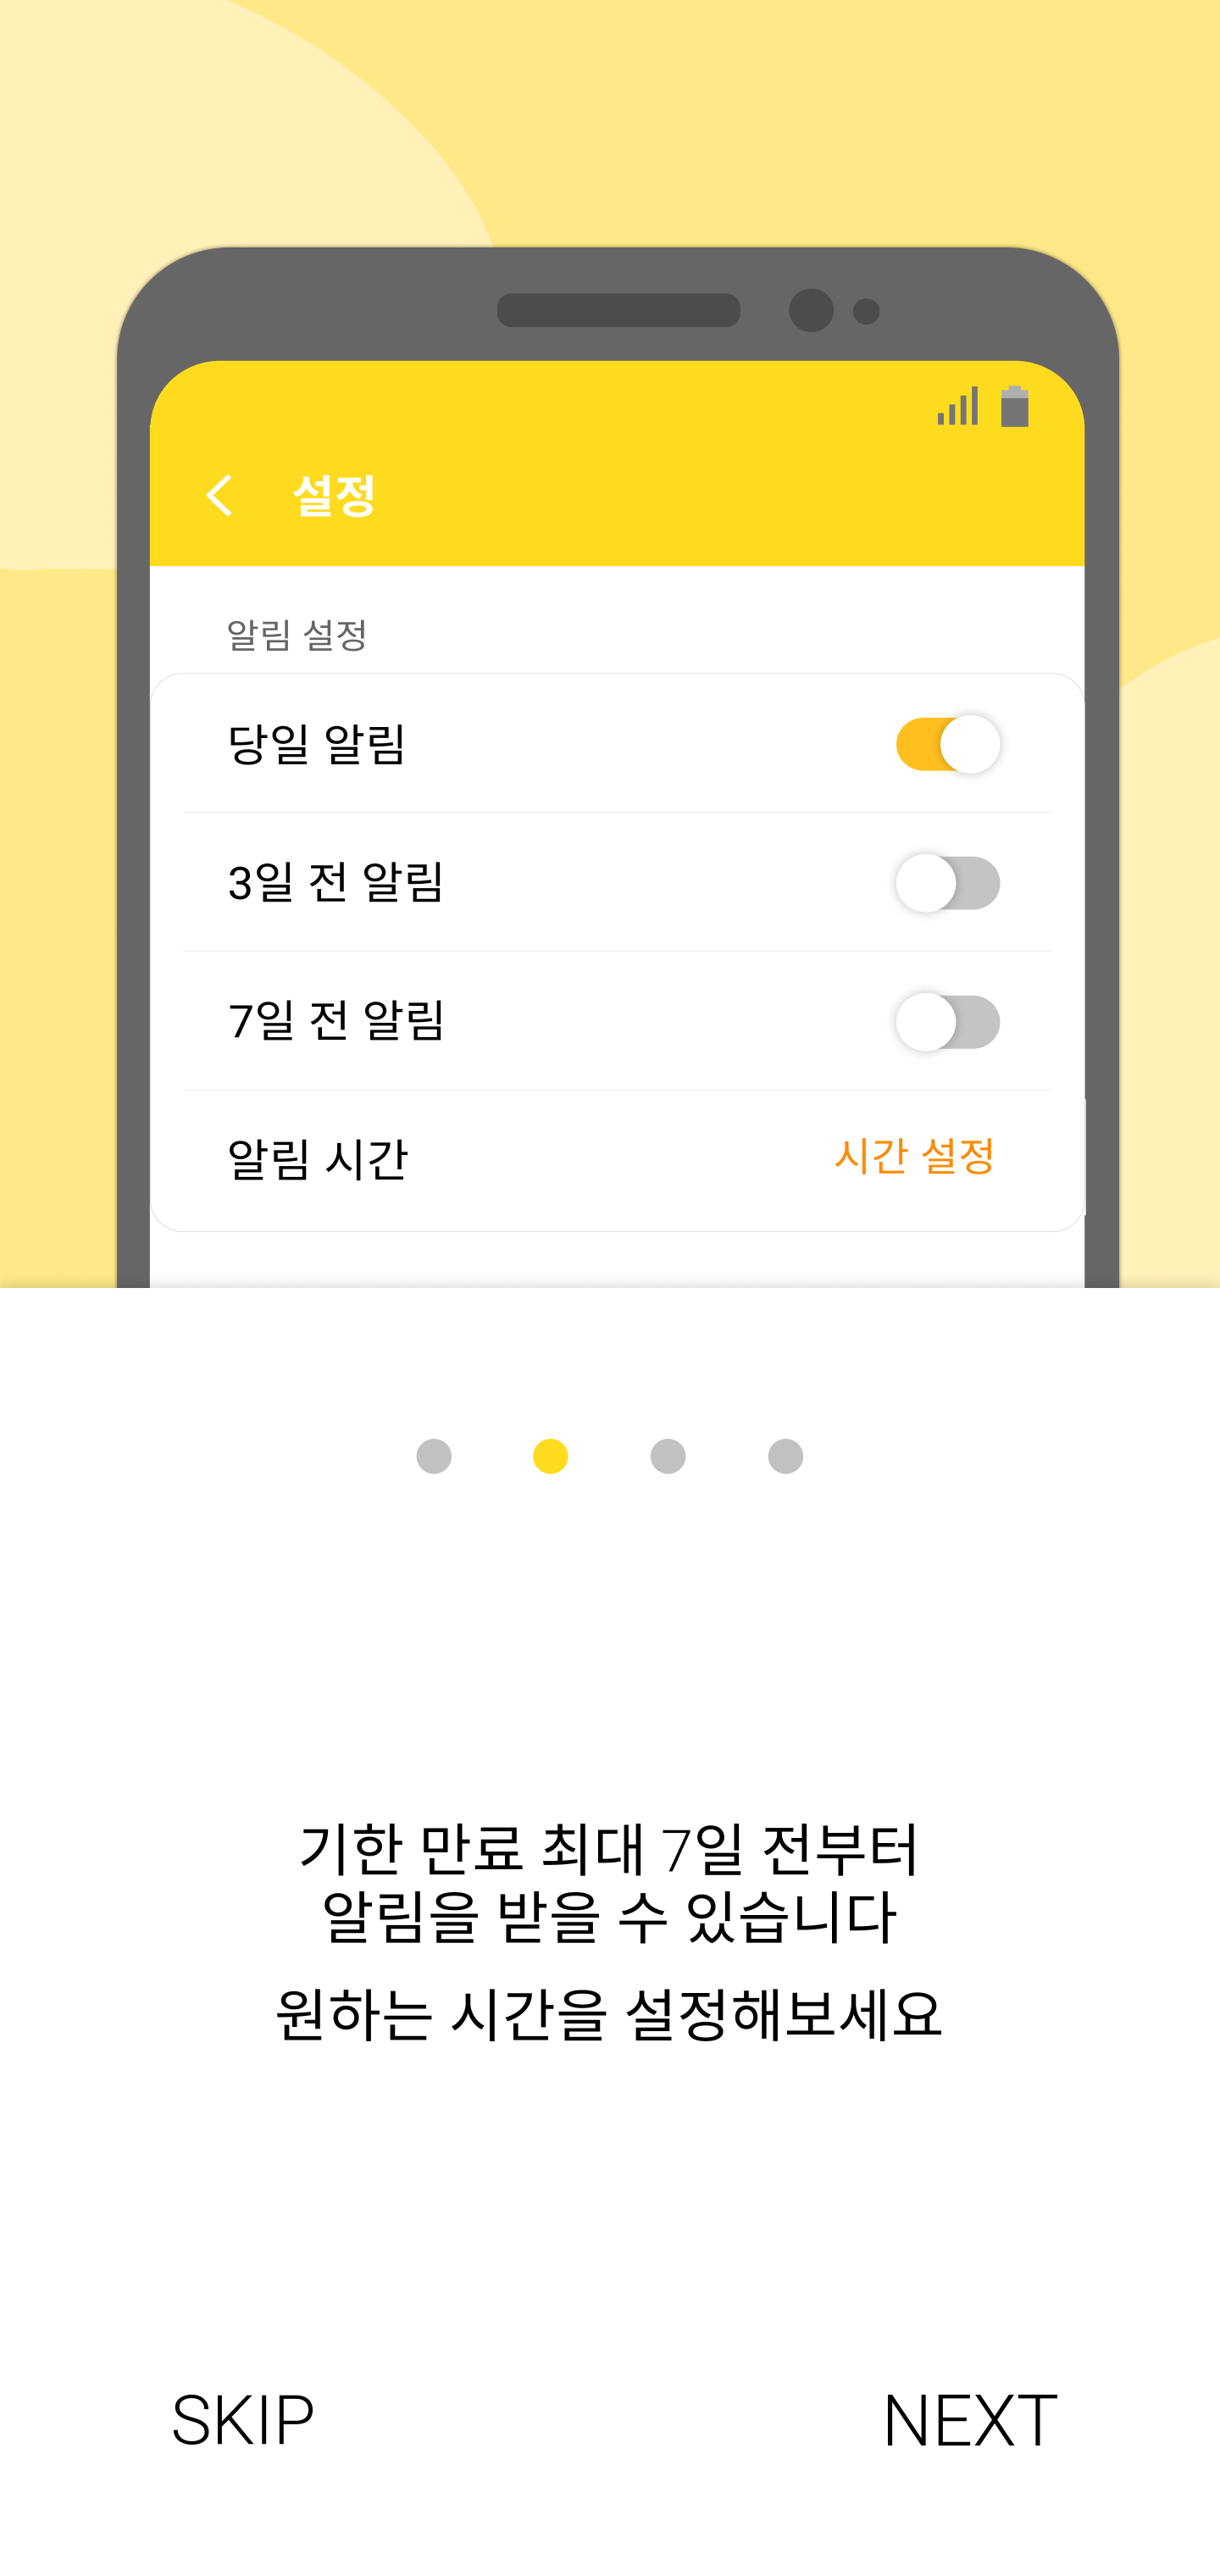 설정
알림 설정
당일 알림
3일 전 알림
7일 전 알림
알림 시간
시간 설정
기한 만료 최대 7일 전부터
알림을 받을 수 있습니다
원하는 시간을 설정해보세요
SKIP
NEXT